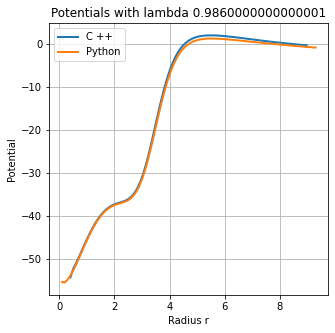 Potentials with lambda 0.9860000000000001
C ++
Python
0
−10
−20
−30
−40
−50
Potential
0 2 4 6 8
Radius r